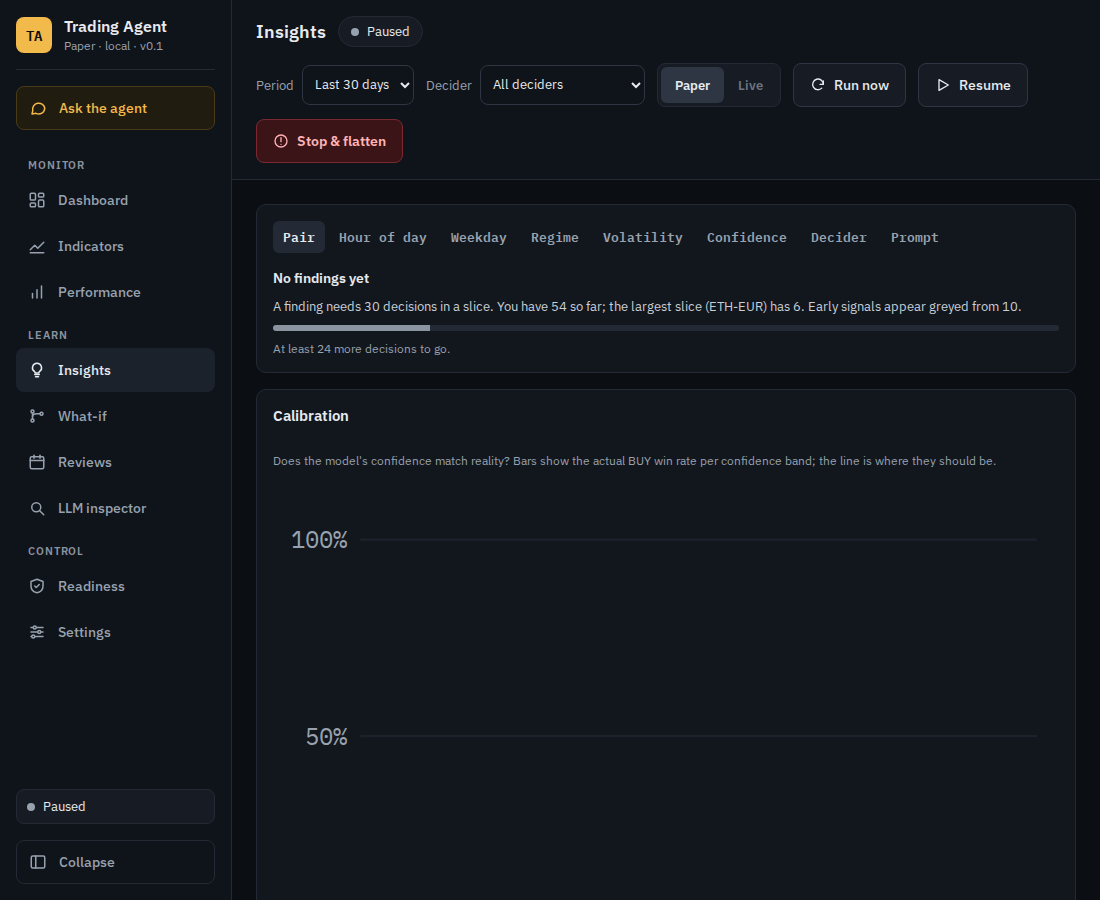 TA
Trading Agent
Paper · local · v0.1
Ask the agent
MONITOR
Dashboard
Indicators
Performance
LEARN
Insights
What-if
Reviews
LLM inspector
CONTROL
Readiness
Settings
Paused
Collapse
Insights
Paused
Period
Last 30 days
Decider
All deciders
Paper
Live
Run now
Resume
Stop & flatten
Pair
Hour of day
Weekday
Regime
Volatility
Confidence
Decider
Prompt
No findings yet
A finding needs 30 decisions in a slice. You have 54 so far; the largest slice (ETH-EUR) has 6. Early signals appear greyed from 10.
At least 24 more decisions to go.
Calibration
Does the model's confidence match reality? Bars show the actual BUY win rate per confidence band; the line is where they should be.
100%
50%